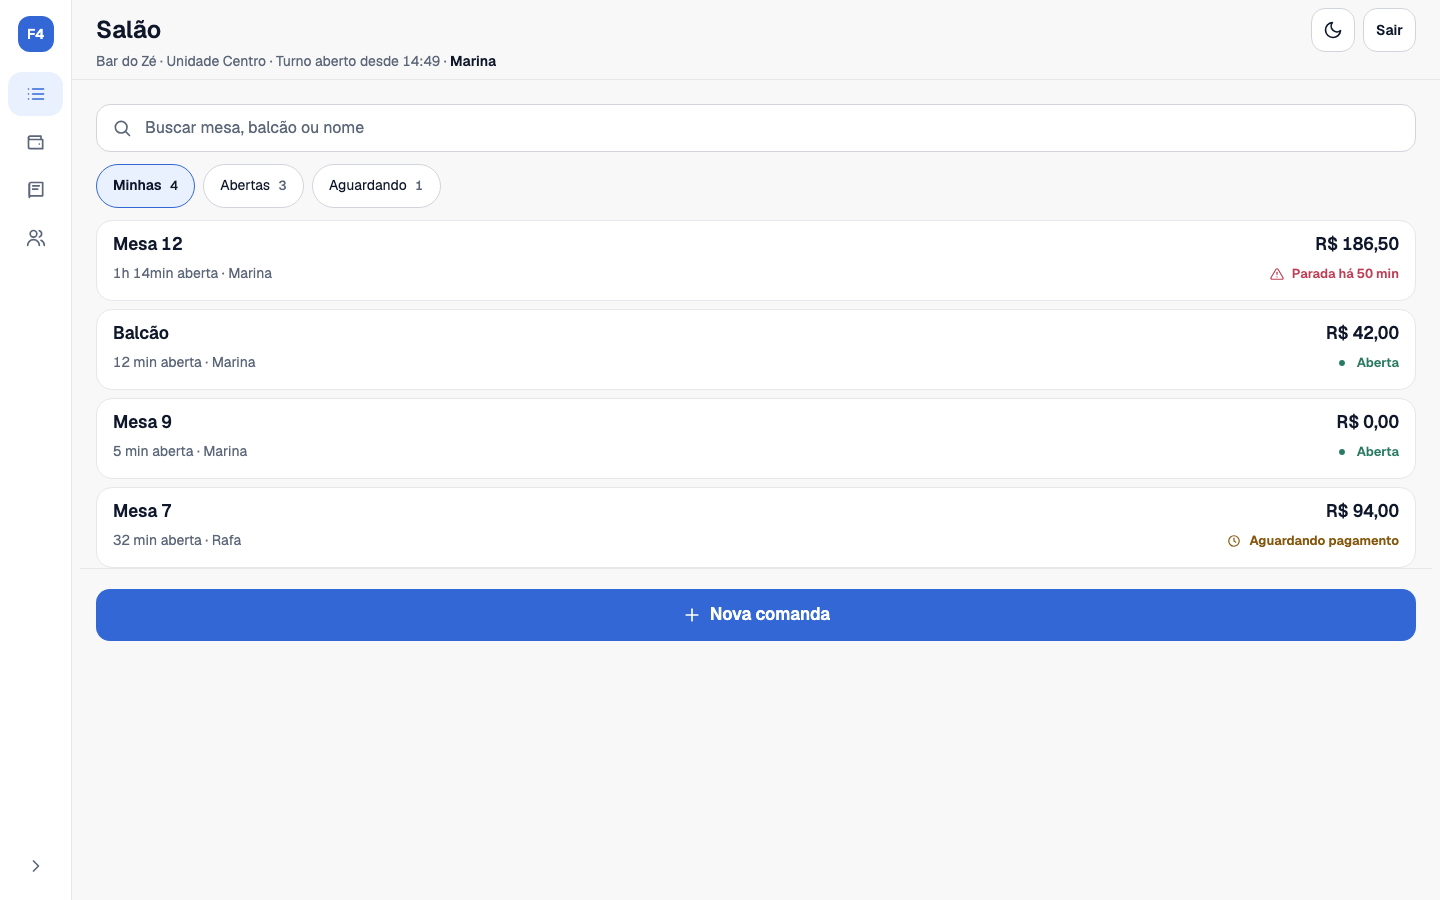 F4
Salão
Bar do Zé · Unidade Centro · Turno aberto desde 14:49 · Marina
Sair
Buscar mesa, balcão ou nome
Minhas 4
Abertas 3
Aguardando 1
Mesa 12
R$ 186,50
1h 14min aberta · Marina
Parada há 50 min
Balcão
R$ 42,00
12 min aberta · Marina
Aberta
Mesa 9
R$ 0,00
5 min aberta · Marina
Aberta
Mesa 7
R$ 94,00
32 min aberta · Rafa
Aguardando pagamento
Nova comanda